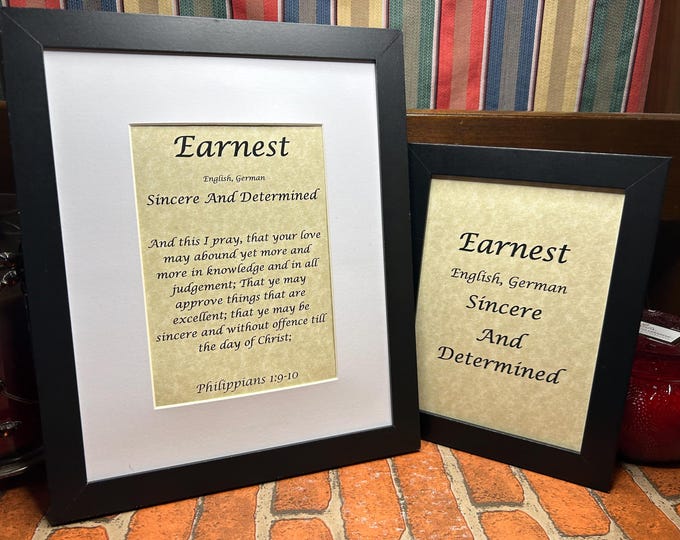 Earnest
English, German
Sincere And Determined
And this I pray, that your love
may abound yet more and
more in knowledge and in all
judgement; That ye may
approve things that are
excellent; that ye may be
sincere and without offence till
the day of Christ;
Philippians 1:9-10
Earnest
English, German
Sincere
And
Determined